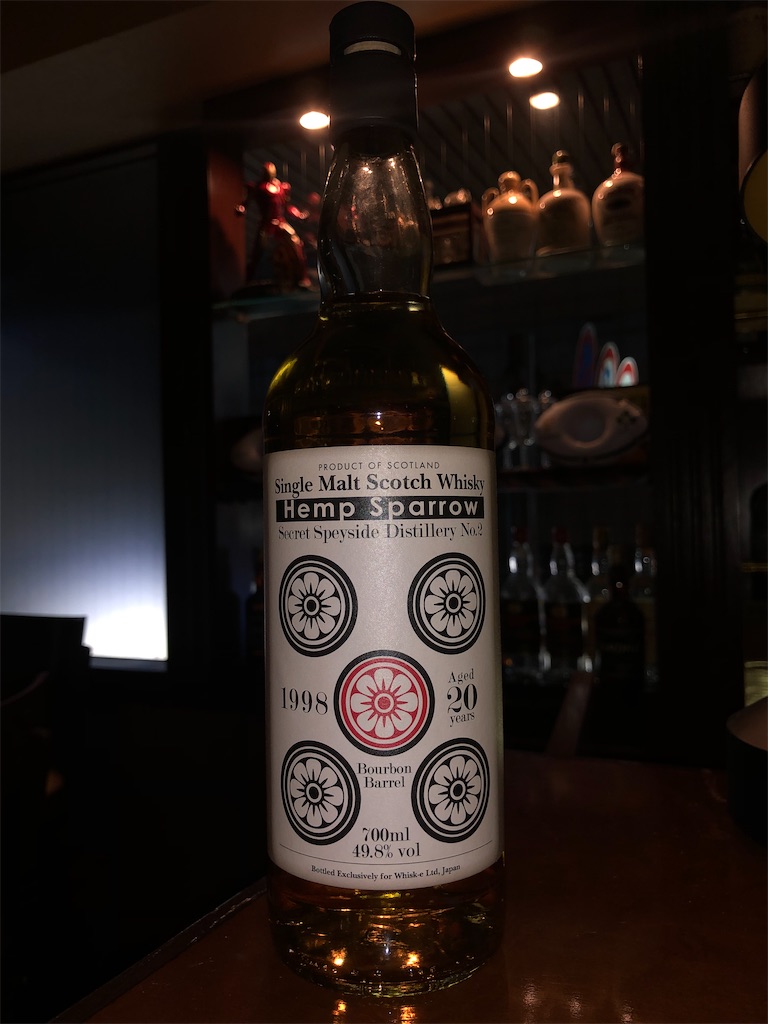 PRODUCT OF SCOTLAND
Single Malt Scotch Whisky
Hemp Sparrow
Secret Speyside Distillery No.2
1998
Aged
20
years
Bourbon
Barrel
700ml
49.8% vol
Bottled Exclusively for Whisk-e Ltd, Japan